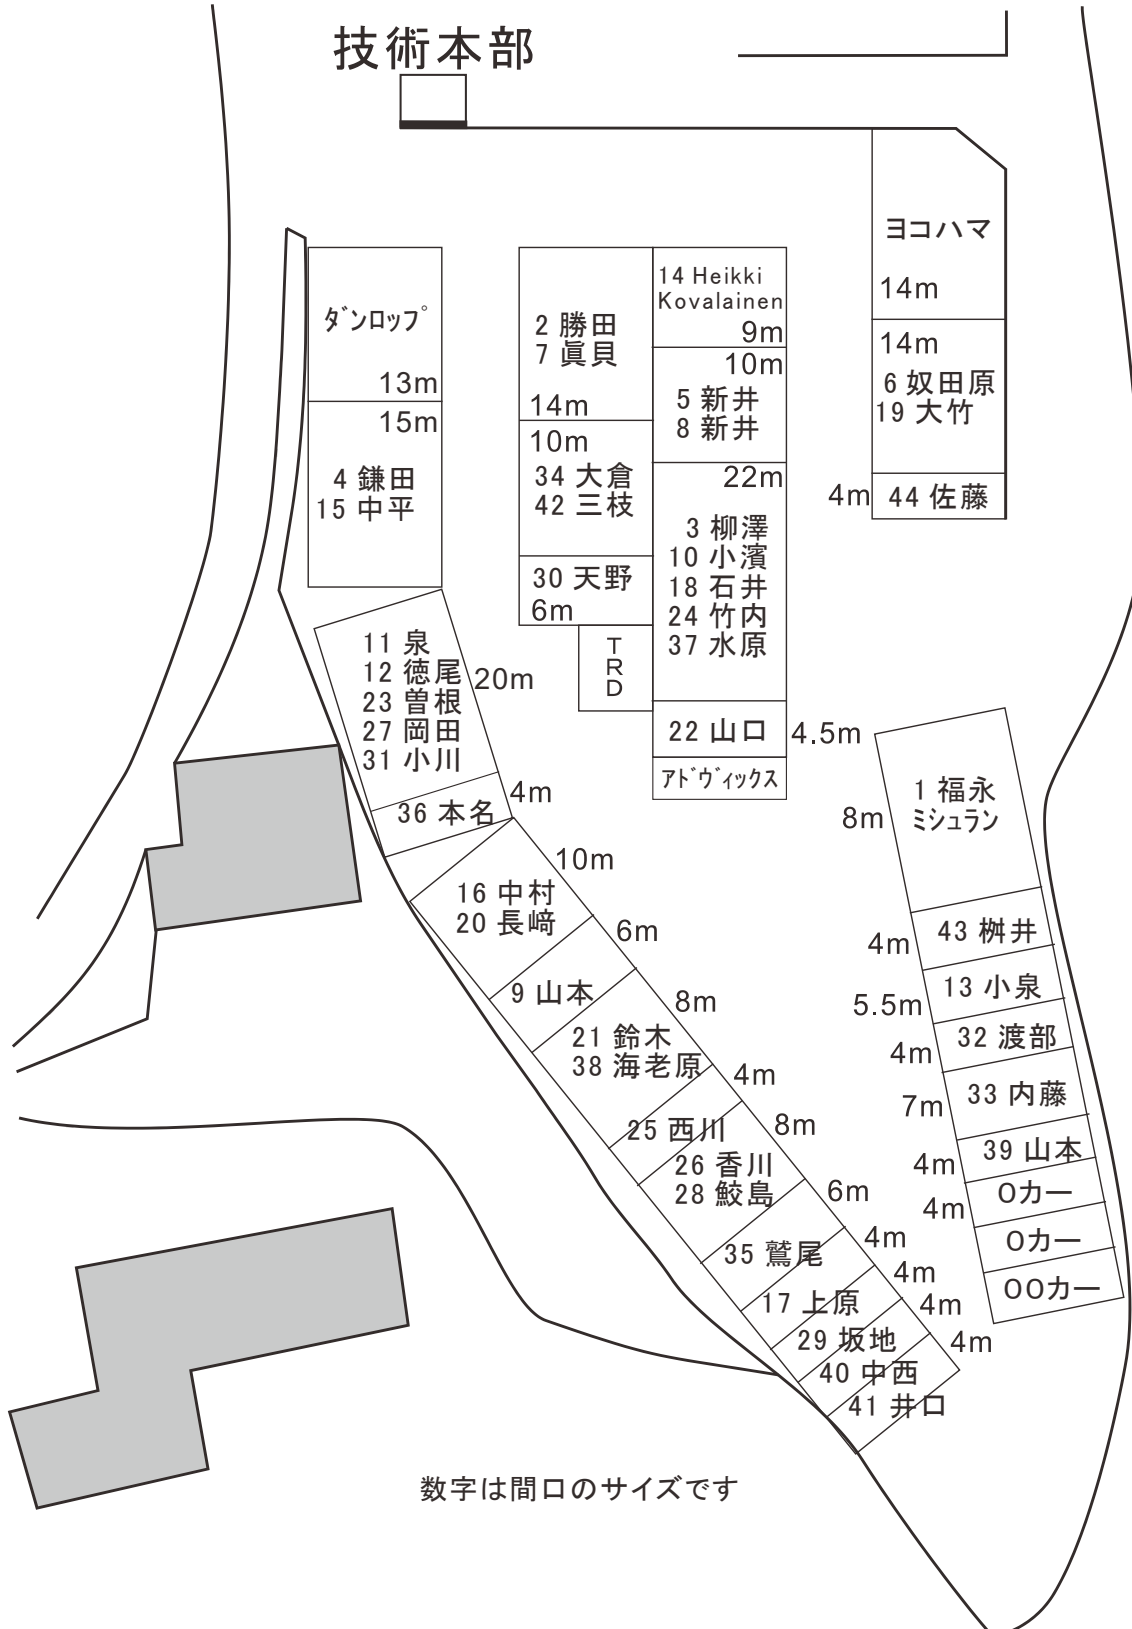 技術本部
ダンロップ
13m
15m
4 鎌田
15 中平
2 勝田
7 眞貝
14m
10m
34 大倉
42 三枝
30 天野
6m
TRD
14 Heikki
Kovalainen
9m
10m
5 新井
8 新井
22m
3 柳澤
10 小濱
18 石井
24 竹内
37 水原
22 山口
4.5m
アドヴィックス
ヨコハマ
14m
14m
6 奴田原
19 大竹
4m
44 佐藤
11 泉
12 徳尾
23 曽根
27 岡田
31 小川
20m
36 本名
4m
16 中村
20 長﨑
10m
9 山本
6m
21 鈴木
38 海老原
8m
25 西川
4m
26 香川
28 鮫島
8m
35 鷲尾
6m
17 上原
4m
29 坂地
4m
40 中西
4m
41 井口
4m
1 福永
ミシュラン
8m
43 桝井
4m
13 小泉
5.5m
32 渡部
4m
33 内藤
7m
39 山本
4m
0カー
4m
0カー
00カー
数字は間口のサイズです